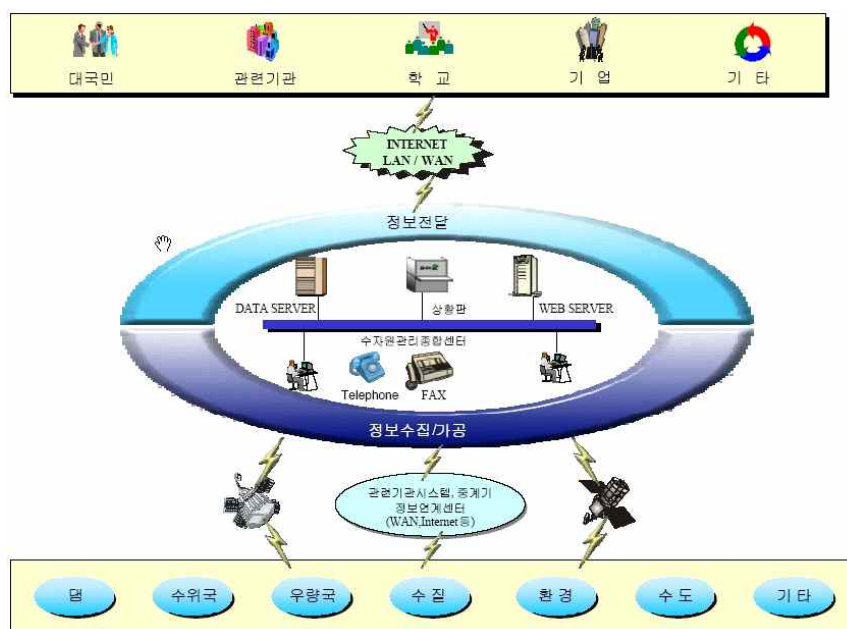 대국민
관련기관
학 교
기 업
기 타
INTERNET
LAN / WAN
정보전달
DATA SERVER
상황판
WEB SERVER
수자원관리종합센터
Telephone
FAX
정보수집/가공
관련기관시스템, 중계기
정보연계센터
(WAN,Internet등)
댐
수위국
우량국
수 질
환 경
수 도
기 타